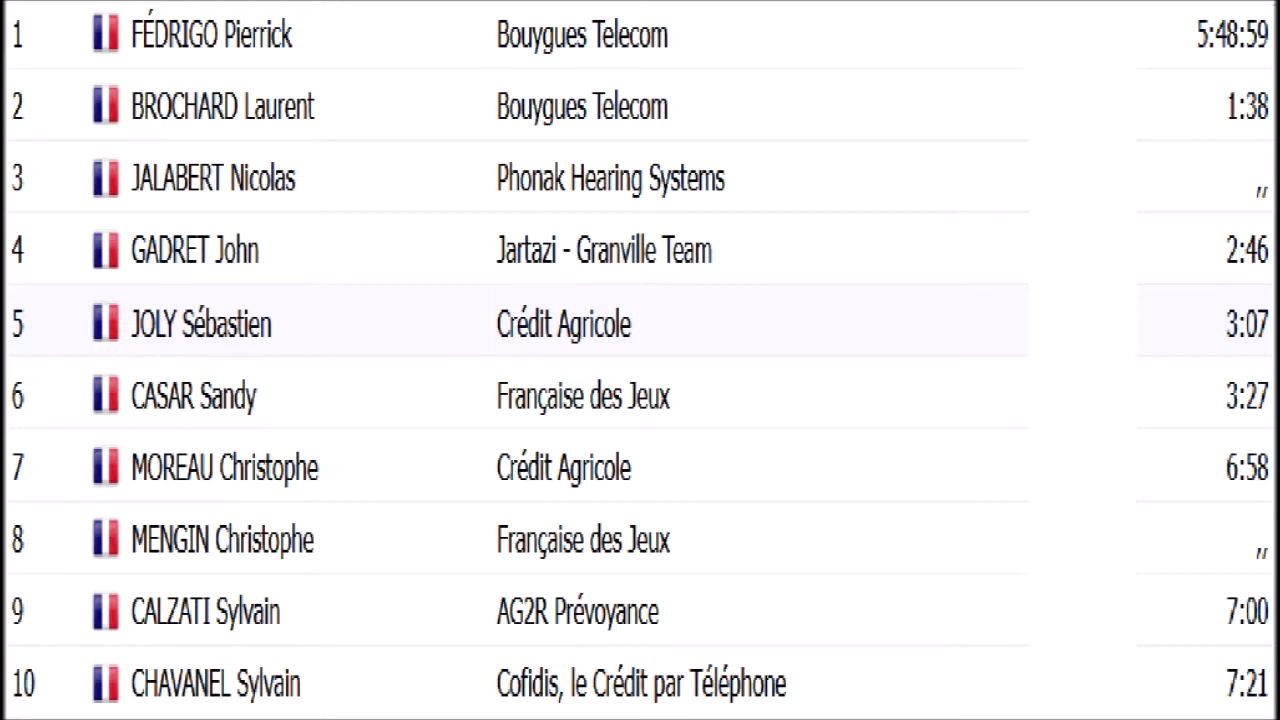 1 FÉDRIGO Pierrick Bouygues Telecom 5:48:59
2 BROCHARD Laurent Bouygues Telecom 1:38
3 JALABERT Nicolas Phonak Hearing Systems ,,
4 GADRET John Jartazi - Granville Team 2:46
5 JOLY Sébastien Crédit Agricole 3:07
6 CASAR Sandy Française des Jeux 3:27
7 MOREAU Christophe Crédit Agricole 6:58
8 MENGIN Christophe Française des Jeux ,,
9 CALZATI Sylvain AG2R Prévoyance 7:00
10 CHAVANEL Sylvain Cofidis, le Crédit par Téléphone 7:21